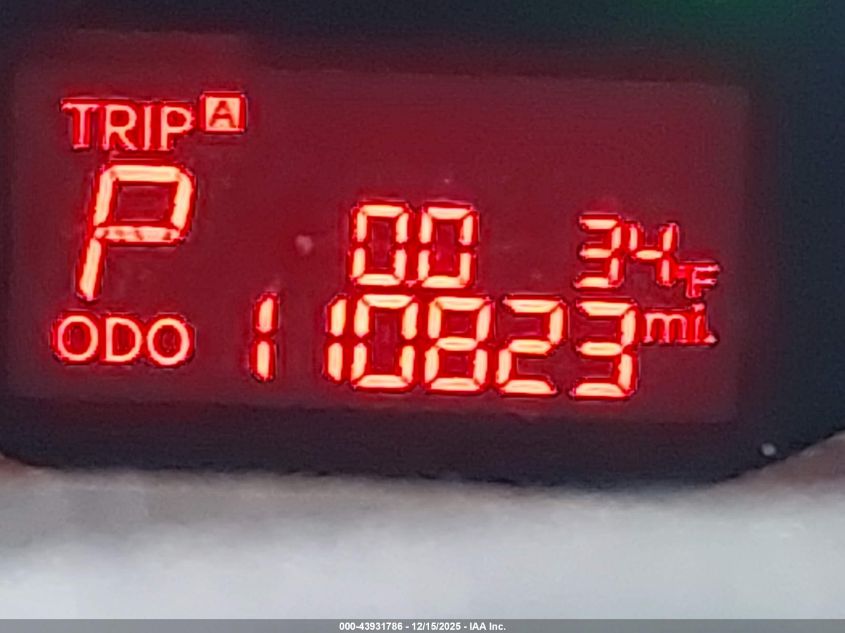 TRIP A
P
00 34F
ODO 110823 mi.
000-43931786 - 12/15/2025 - IAA Inc.